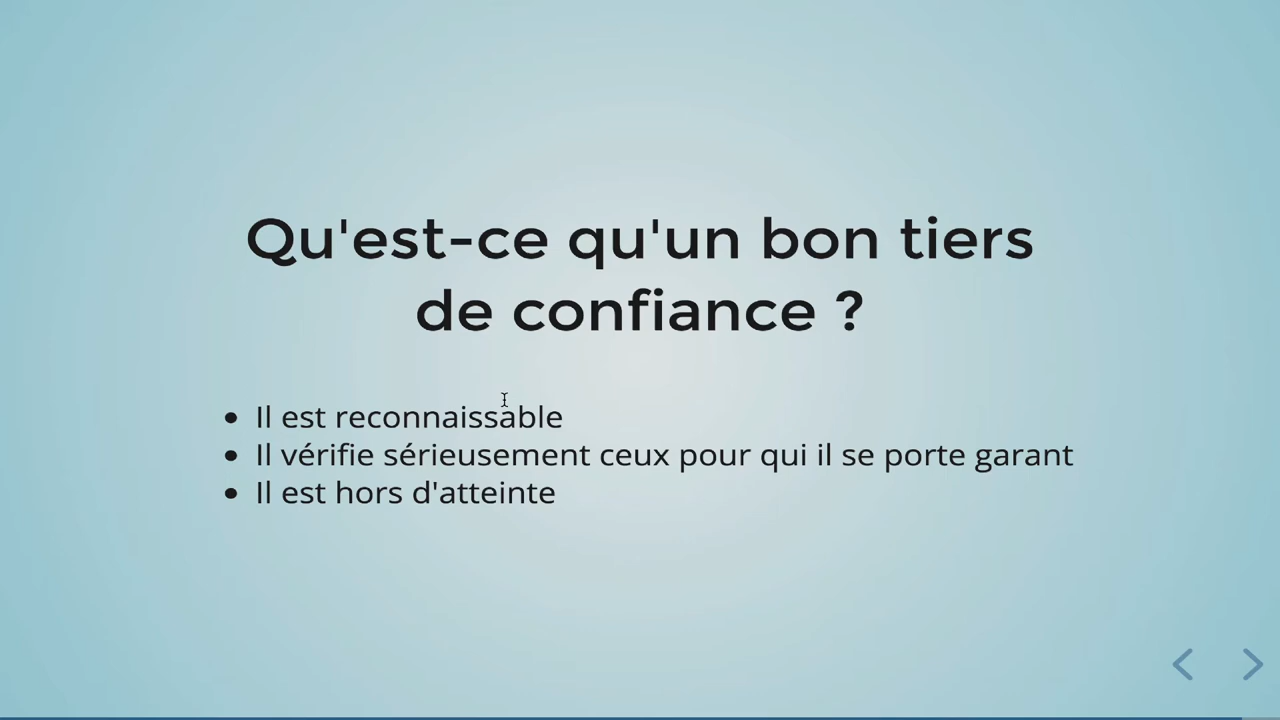 Qu'est-ce qu'un bon tiers
de confiance ?
• Il est reconnaissable
• Il vérifie sérieusement ceux pour qui il se porte garant
• Il est hors d'atteinte